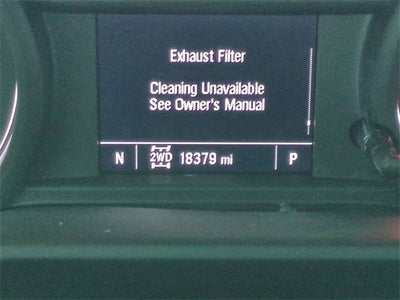 Exhaust Filter
Cleaning Unavailable
See Owner's Manual
N 2WD 18379 mi P